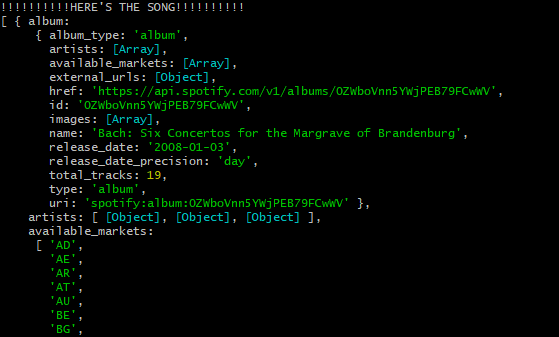 !!!!!!!!!!HERE'S THE SONG!!!!!!!!!!
[ { album:
{ album_type: 'album',
artists: [Array],
available_markets: [Array],
external_urls: [Object],
href: 'https://api.spotify.com/v1/albums/0ZWboVnn5YWjPEB79FCwWV',
id: '0ZWboVnn5YWjPEB79FCwWV',
images: [Array],
name: 'Bach: Six Concertos for the Margrave of Brandenburg',
release_date: '2008-01-03',
release_date_precision: 'day',
total_tracks: 19,
type: 'album',
uri: 'spotify:album:0ZWboVnn5YWjPEB79FCwWV' },
artists: [ [Object], [Object], [Object] ],
available_markets:
[ 'AD',
'AE',
'AR',
'AT',
'AU',
'BE',
'BG',